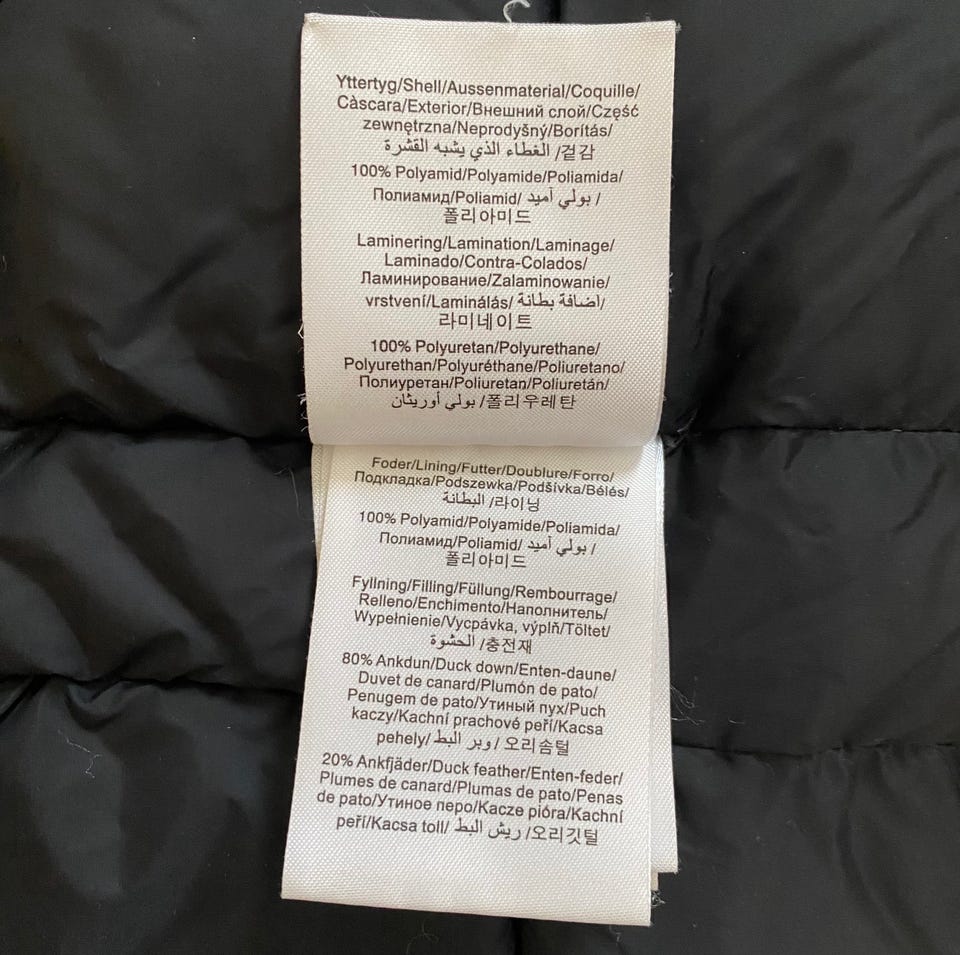 Yttertyg/Shell/Aussenmaterial/Coquille/
Càscara/Exterior/Внешний слой/Część
zewnętrzna/Neprodyšný/Borítás/
الغطاء الذي يشبه القشرة /겉감
100% Polyamid/Polyamide/Poliamida/
Полиамид/Poliamid/ بولي أميد /
폴리아미드
Laminering/Lamination/Laminage/
Laminado/Contra-Colados/
Ламинирование/Zalaminowanie/
vrstvení/Laminálás/ اضافة بطانة/
라미네이트
100% Polyuretan/Polyurethane/
Polyurethan/Polyuréthane/Poliuretano/
Полиуретан/Poliuretan/Poliuretán/
بولي أوريثان /폴리우레탄
Foder/Lining/Futter/Doublure/Forro/
Подкладка/Podszewka/Podšívka/Bélés/
البطانة /라이닝
100% Polyamid/Polyamide/Poliamida/
Полиамид/Poliamid/ بولي أميد /
폴리아미드
Fyllning/Filling/Füllung/Rembourrage/
Relleno/Enchimento/Наполнитель/
Wypełnienie/Vycpávka, výplň/Töltet/
الحشوة /충전재
80% Ankdun/Duck down/Enten-daune/
Duvet de canard/Plumón de pato/
Penugem de pato/Утиный пух/Puch
kaczy/Kachní prachové peří/Kacsa
pehely/ وبر البط / 오리솜털
20% Ankfjäder/Duck feather/Enten-feder/
Plumes de canard/Plumas de pato/Penas
de pato/Утиное перо/Kacze pióra/Kachní
peří/Kacsa toll/ ريش البط /오리깃털